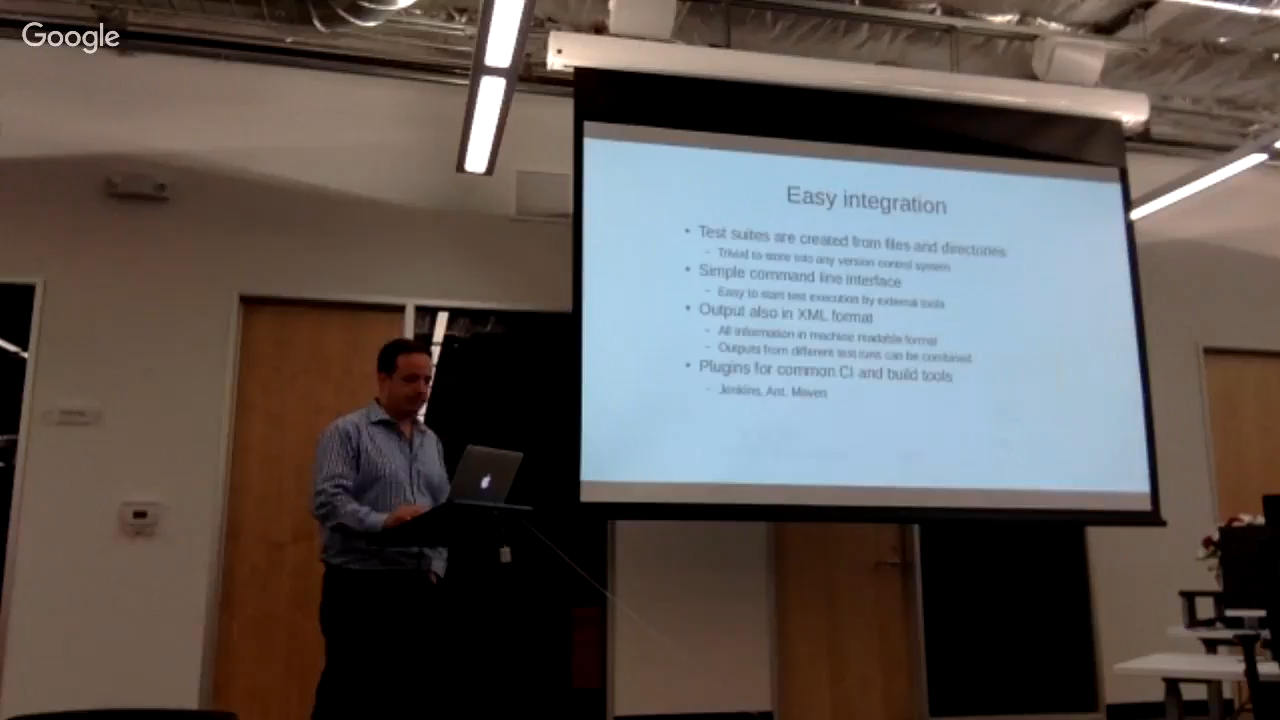 Google
Easy integration
• Test suites are created from files and directories
– Trivial to store into any version control system
• Simple command line interface
– Easy to start test execution by external tools
• Output also in XML format
– All information in machine readable format
– Outputs from different test runs can be combined
• Plugins for common CI and build tools
– Jenkins, Ant, Maven